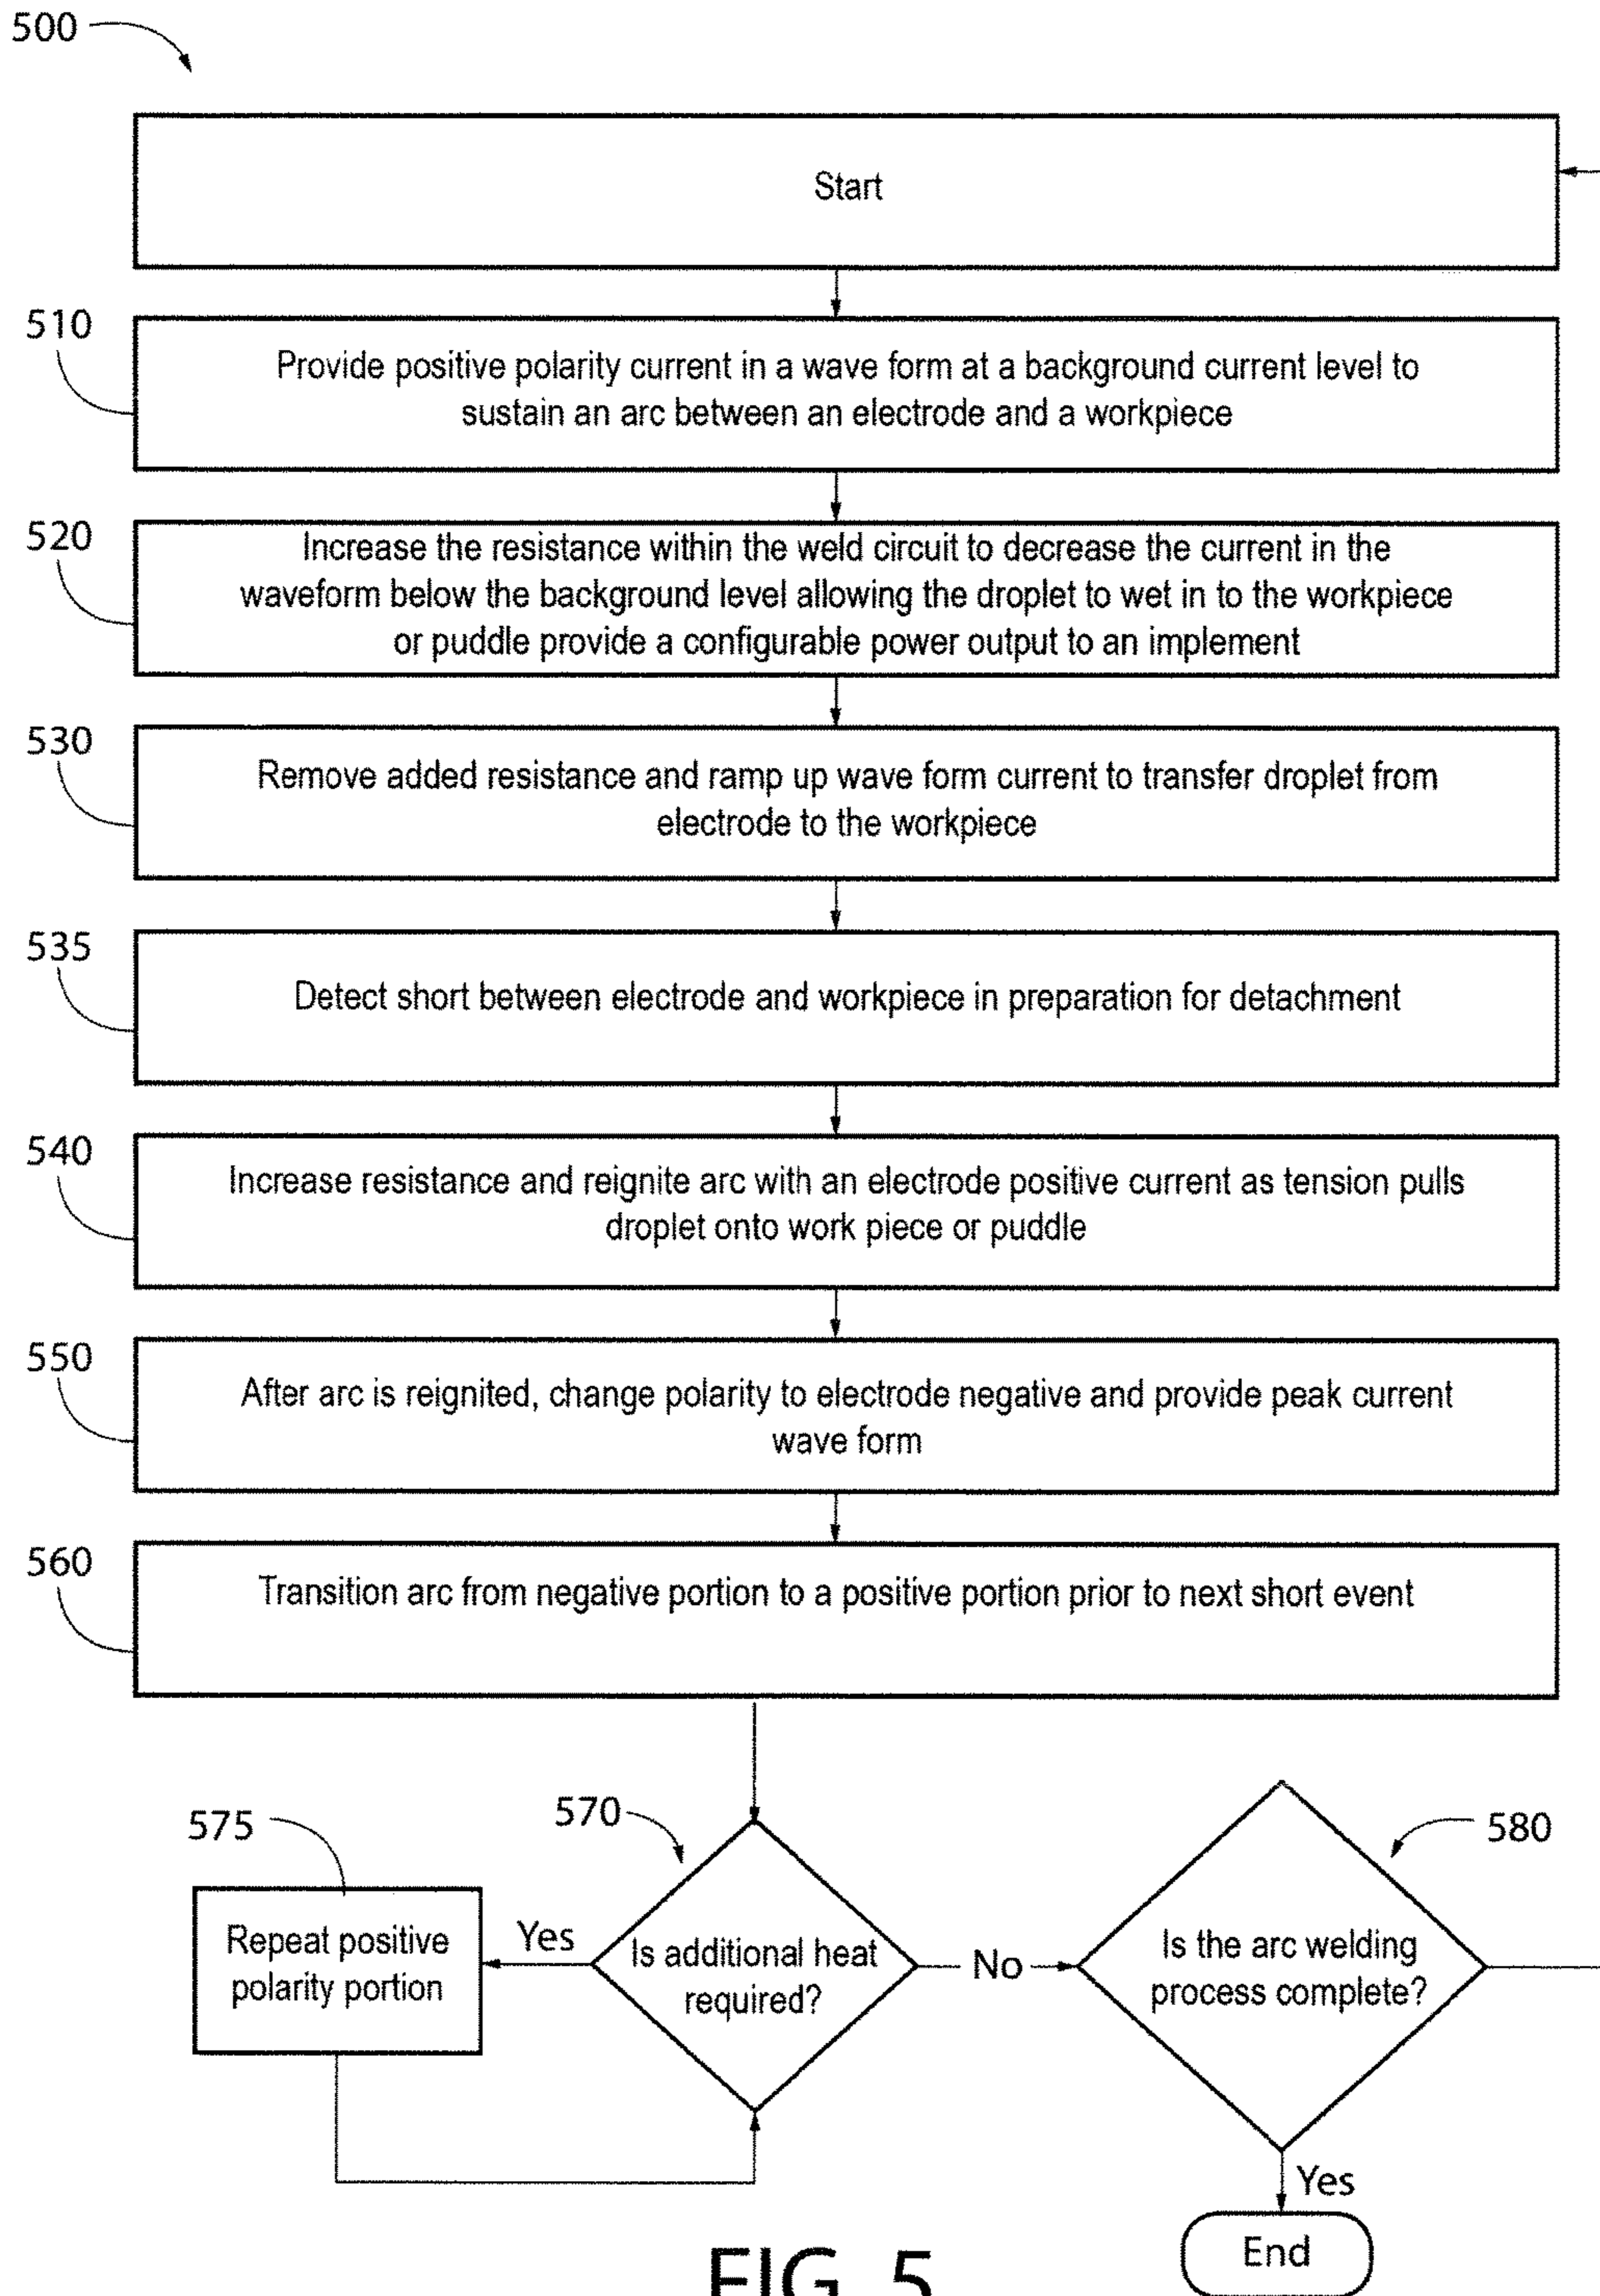 500
Start
510
Provide positive polarity current in a wave form at a background current level to
sustain an arc between an electrode and a workpiece
520
Increase the resistance within the weld circuit to decrease the current in the
waveform below the background level allowing the droplet to wet in to the workpiece
or puddle provide a configurable power output to an implement
530
Remove added resistance and ramp up wave form current to transfer droplet from
electrode to the workpiece
535
Detect short between electrode and workpiece in preparation for detachment
540
Increase resistance and reignite arc with an electrode positive current as tension pulls
droplet onto work piece or puddle
550
After arc is reignited, change polarity to electrode negative and provide peak current
wave form
560
Transition arc from negative portion to a positive portion prior to next short event
575
Repeat positive
polarity portion
Yes
570
Is additional heat
required?
No
580
Is the arc welding
process complete?
Yes
End
FIG. 5